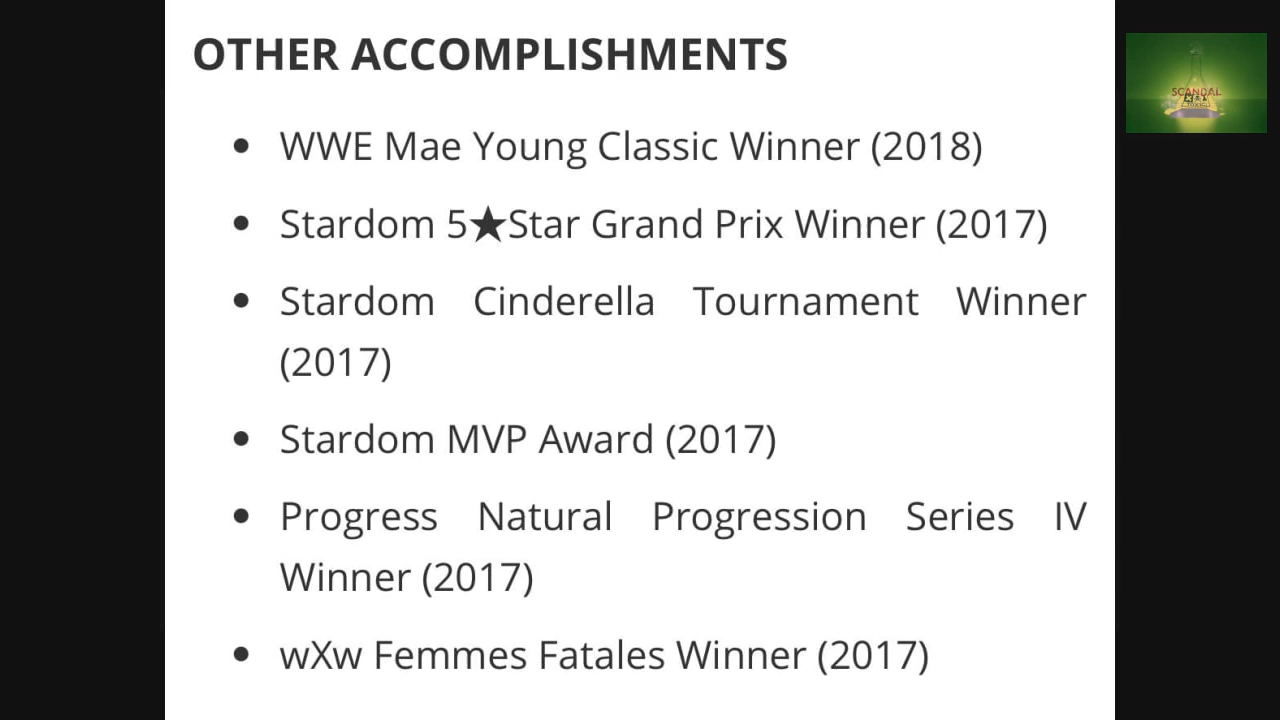 OTHER ACCOMPLISHMENTS
SCANDAL
• WWE Mae Young Classic Winner (2018)
• Stardom 5★Star Grand Prix Winner (2017)
• Stardom Cinderella Tournament Winner
(2017)
• Stardom MVP Award (2017)
• Progress Natural Progression Series IV
Winner (2017)
• wXw Femmes Fatales Winner (2017)